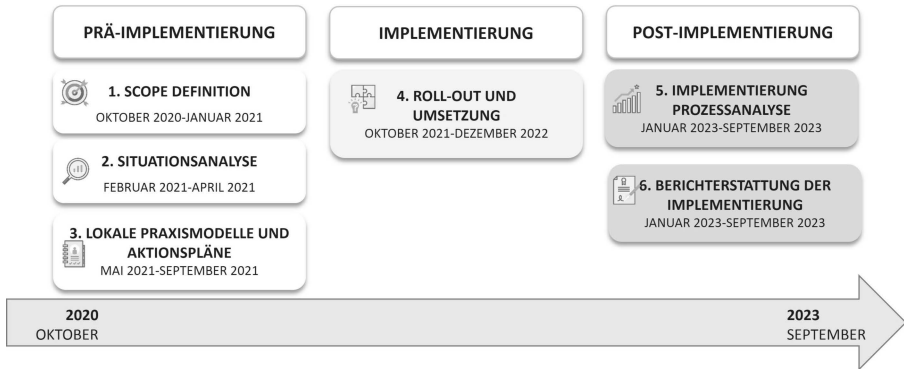 PRÄ-IMPLEMENTIERUNG
1. SCOPE DEFINITION
OKTOBER 2020-JANUAR 2021
2. SITUATIONSANALYSE
FEBRUAR 2021-APRIL 2021
3. LOKALE PRAXISMODELLE UND
AKTIONSPLÄNE
MAI 2021-SEPTEMBER 2021
IMPLEMENTIERUNG
4. ROLL-OUT UND
UMSETZUNG
OKTOBER 2021-DEZEMBER 2022
POST-IMPLEMENTIERUNG
5. IMPLEMENTIERUNG
PROZESSANALYSE
JANUAR 2023-SEPTEMBER 2023
6. BERICHTERSTATTUNG DER
IMPLEMENTIERUNG
JANUAR 2023-SEPTEMBER 2023
2020
OKTOBER
2023
SEPTEMBER